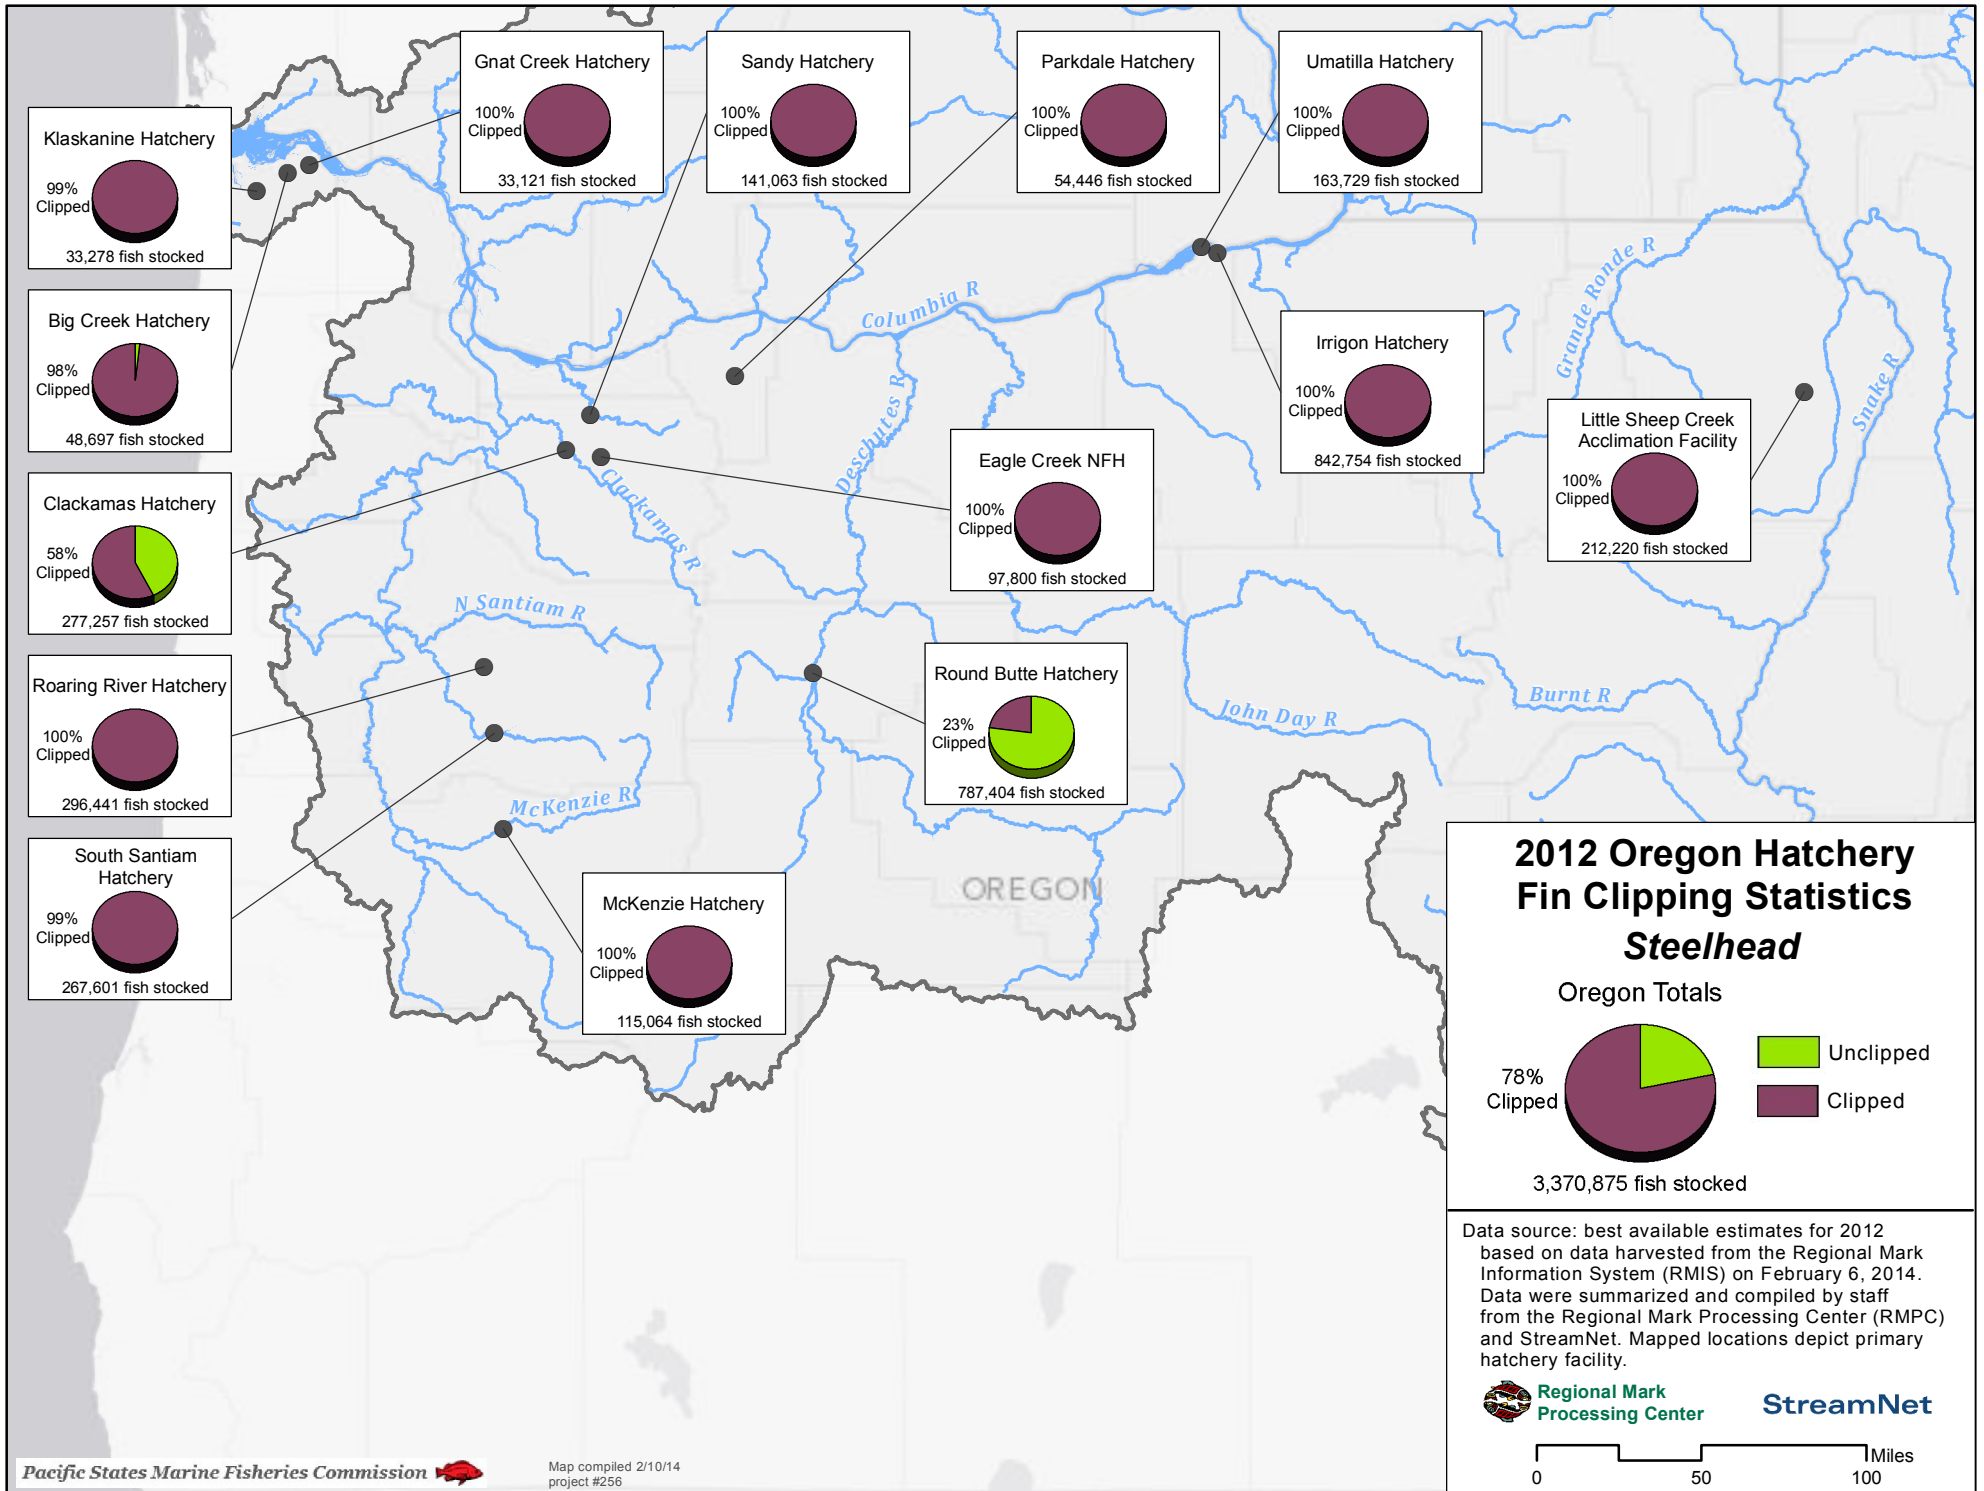 Gnat Creek Hatchery
100%
Clipped
33,121 fish stocked
Sandy Hatchery
100%
Clipped
141,063 fish stocked
Parkdale Hatchery
100%
Clipped
54,446 fish stocked
Umatilla Hatchery
100%
Clipped
163,729 fish stocked
Klaskanine Hatchery
99%
Clipped
33,278 fish stocked
Big Creek Hatchery
98%
Clipped
48,697 fish stocked
Clackamas Hatchery
58%
Clipped
277,257 fish stocked
Roaring River Hatchery
100%
Clipped
296,441 fish stocked
South Santiam
Hatchery
99%
Clipped
267,601 fish stocked
McKenzie Hatchery
100%
Clipped
115,064 fish stocked
Round Butte Hatchery
23%
Clipped
787,404 fish stocked
Eagle Creek NFH
100%
Clipped
97,800 fish stocked
Irrigon Hatchery
100%
Clipped
842,754 fish stocked
Little Sheep Creek
Acclimation Facility
100%
Clipped
212,220 fish stocked
Columbia R
Deschutes R
Clackamas R
N Santiam R
McKenzie R
John Day R
Burnt R
Grande Ronde R
Snake R
OREGON
2012 Oregon Hatchery
Fin Clipping Statistics
Steelhead
Oregon Totals
78%
Clipped
Unclipped
Clipped
3,370,875 fish stocked
Data source: best available estimates for 2012
based on data harvested from the Regional Mark
Information System (RMIS) on February 6, 2014.
Data were summarized and compiled by staff
from the Regional Mark Processing Center (RMPC)
and StreamNet. Mapped locations depict primary
hatchery facility.
Regional Mark
Processing Center
StreamNet
Miles
0 50 100
Pacific States Marine Fisheries Commission
Map compiled 2/10/14
project #256